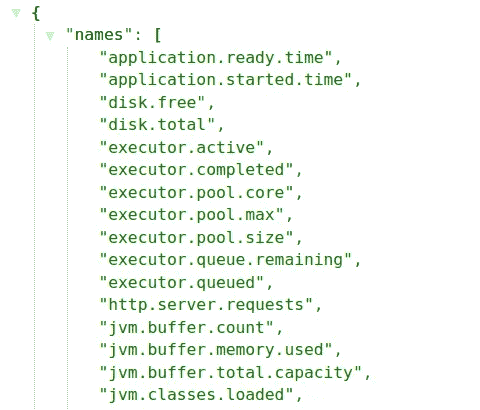 {
"names": [
"application.ready.time",
"application.started.time",
"disk.free",
"disk.total",
"executor.active",
"executor.completed",
"executor.pool.core",
"executor.pool.max",
"executor.pool.size",
"executor.queue.remaining",
"executor.queued",
"http.server.requests",
"jvm.buffer.count",
"jvm.buffer.memory.used",
"jvm.buffer.total.capacity",
"jvm.classes.loaded",